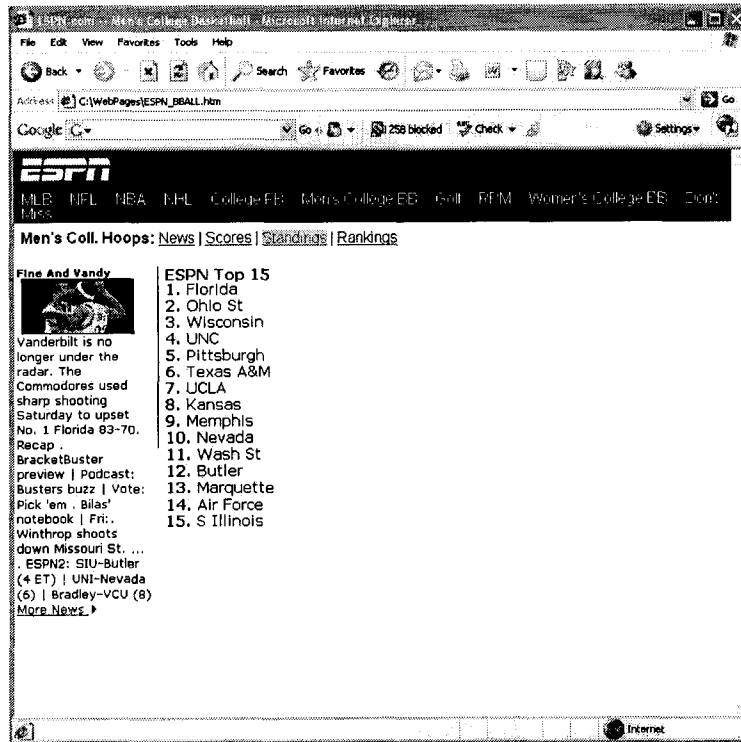 ESPN.com -- Men's College Basketball - Microsoft Internet Explorer
File Edit View Favorites Tools Help
Back Search Favorites
Address C:\WebPages\ESPN_BBALL.htm Go
Google G Go 258 blocked Check Settings
ESPN
MLB NFL NBA NHL College FB Men's College BB Golf RPM Women's College BB Don't
Miss
Men's Coll. Hoops: News | Scores | Standings | Rankings
Fine And Vandy
Vanderbilt is no
longer under the
radar. The
Commodores used
sharp shooting
Saturday to upset
No. 1 Florida 83-70.
Recap .
BracketBuster
preview | Podcast:
Busters buzz | Vote:
Pick 'em . Bilas'
notebook | Fri:.
Winthrop shoots
down Missouri St. ...
. ESPN2: SIU-Butler
(4 ET) | UNI-Nevada
(6) | Bradley-VCU (8)
More News
ESPN Top 15
1. Florida
2. Ohio St
3. Wisconsin
4. UNC
5. Pittsburgh
6. Texas A&M
7. UCLA
8. Kansas
9. Memphis
10. Nevada
11. Wash St
12. Butler
13. Marquette
14. Air Force
15. S Illinois
Internet